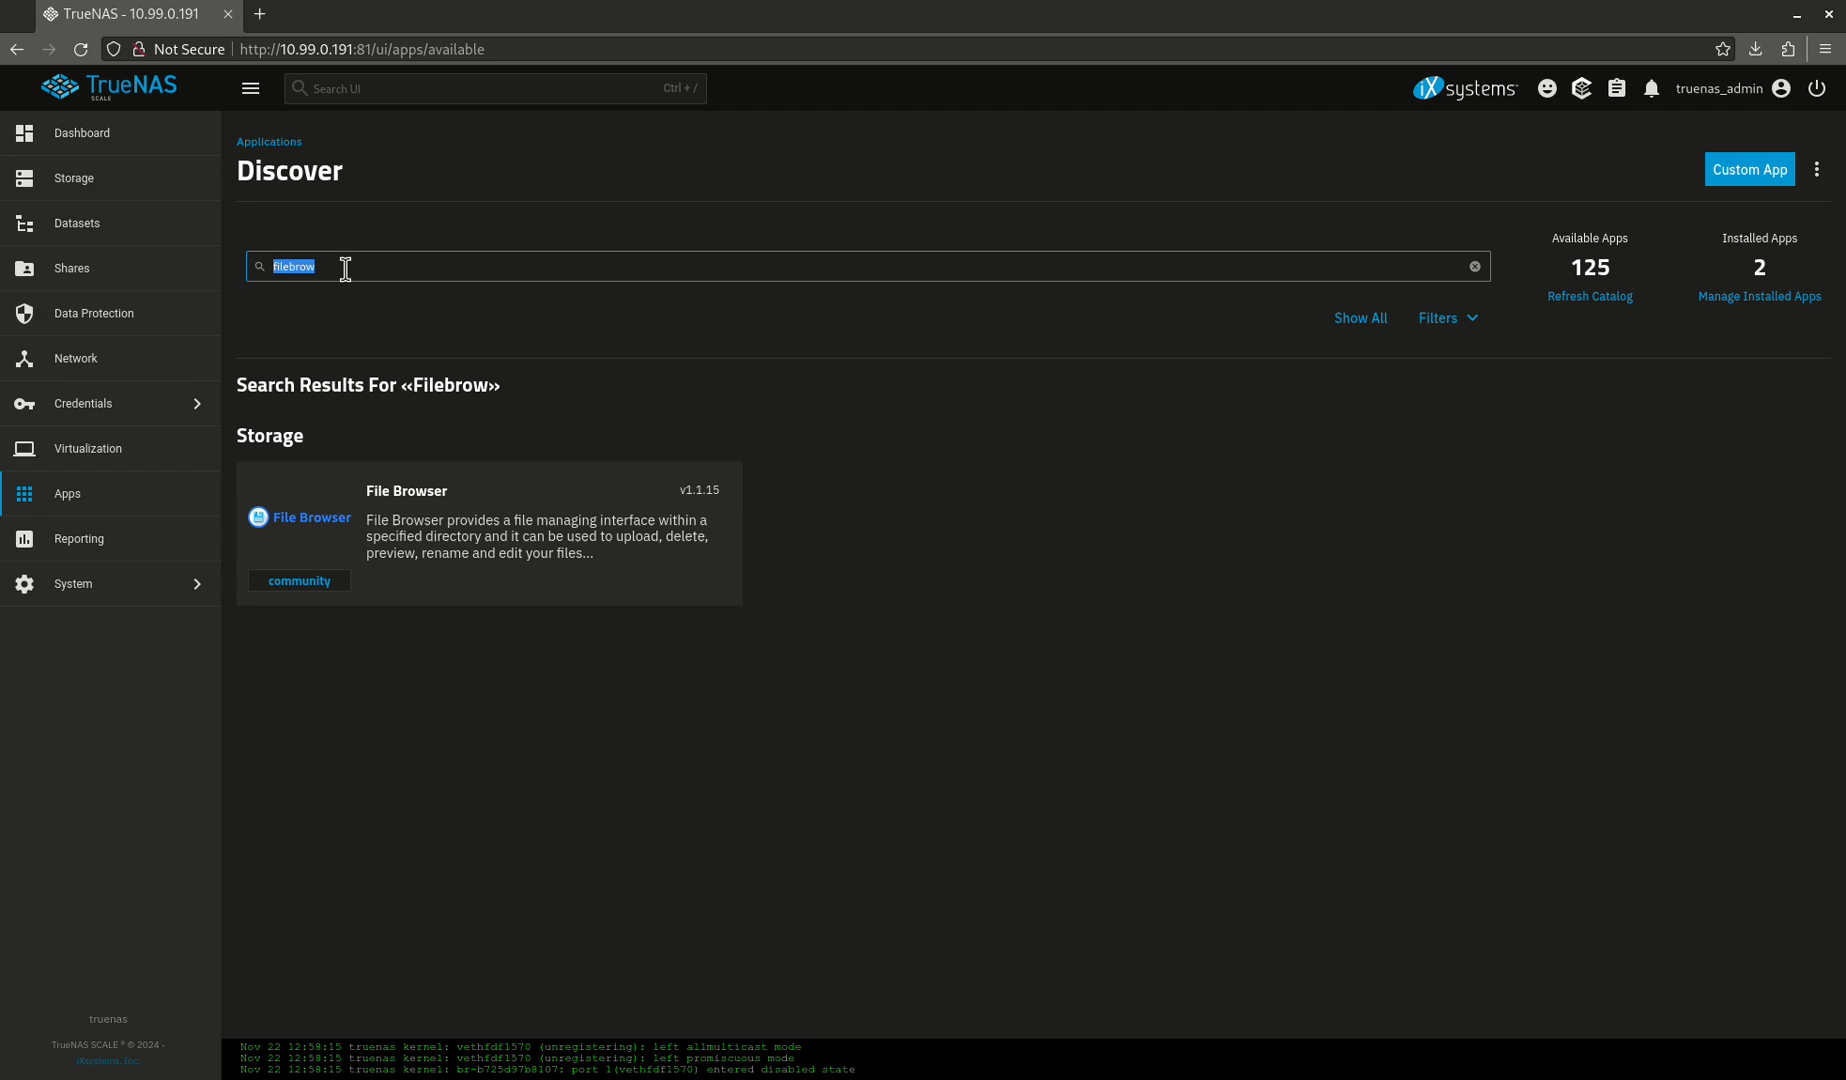 TrueNAS - 10.99.0.191
Not Secure
http://10.99.0.191:81/ui/apps/available
TrueNAS
SCALE
Search UI
Ctrl + /
iXsystems
truenas_admin
Dashboard
Storage
Datasets
Shares
Data Protection
Network
Credentials
Virtualization
Apps
Reporting
System
truenas
TrueNAS SCALE ® © 2024 -
iXsystems, Inc.
Applications
Discover
Custom App
filebrow
Available Apps
125
Refresh Catalog
Installed Apps
2
Manage Installed Apps
Show All
Filters
Search Results For «Filebrow»
Storage
File Browser
v1.1.15
File Browser
File Browser provides a file managing interface within a
specified directory and it can be used to upload, delete,
preview, rename and edit your files...
community
Nov 22 12:58:15 truenas kernel: vethfdf1570 (unregistering): left allmulticast mode
Nov 22 12:58:15 truenas kernel: vethfdf1570 (unregistering): left promiscuous mode
Nov 22 12:58:15 truenas kernel: br-b725d97b8107: port 1(vethfdf1570) entered disabled state